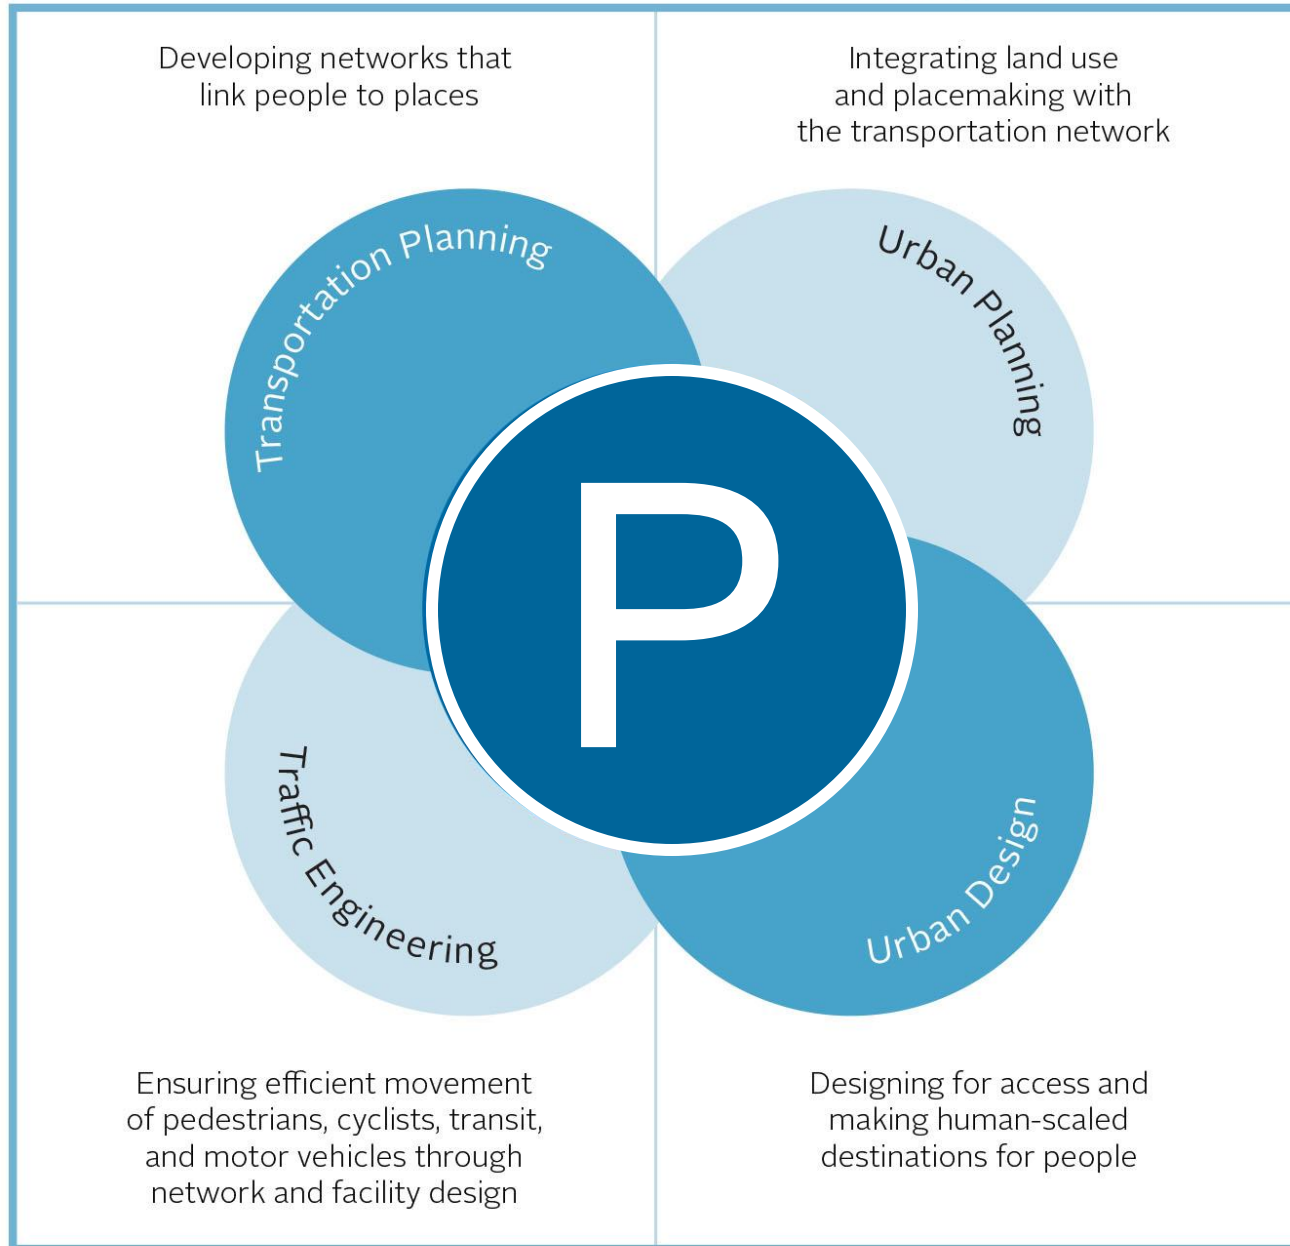 Developing networks that
link people to places
Integrating land use
and placemaking with
the transportation network
Transportation Planning
Urban Planning
P
Traffic Engineering
Urban Design
Ensuring efficient movement
of pedestrians, cyclists, transit,
and motor vehicles through
network and facility design
Designing for access and
making human-scaled
destinations for people